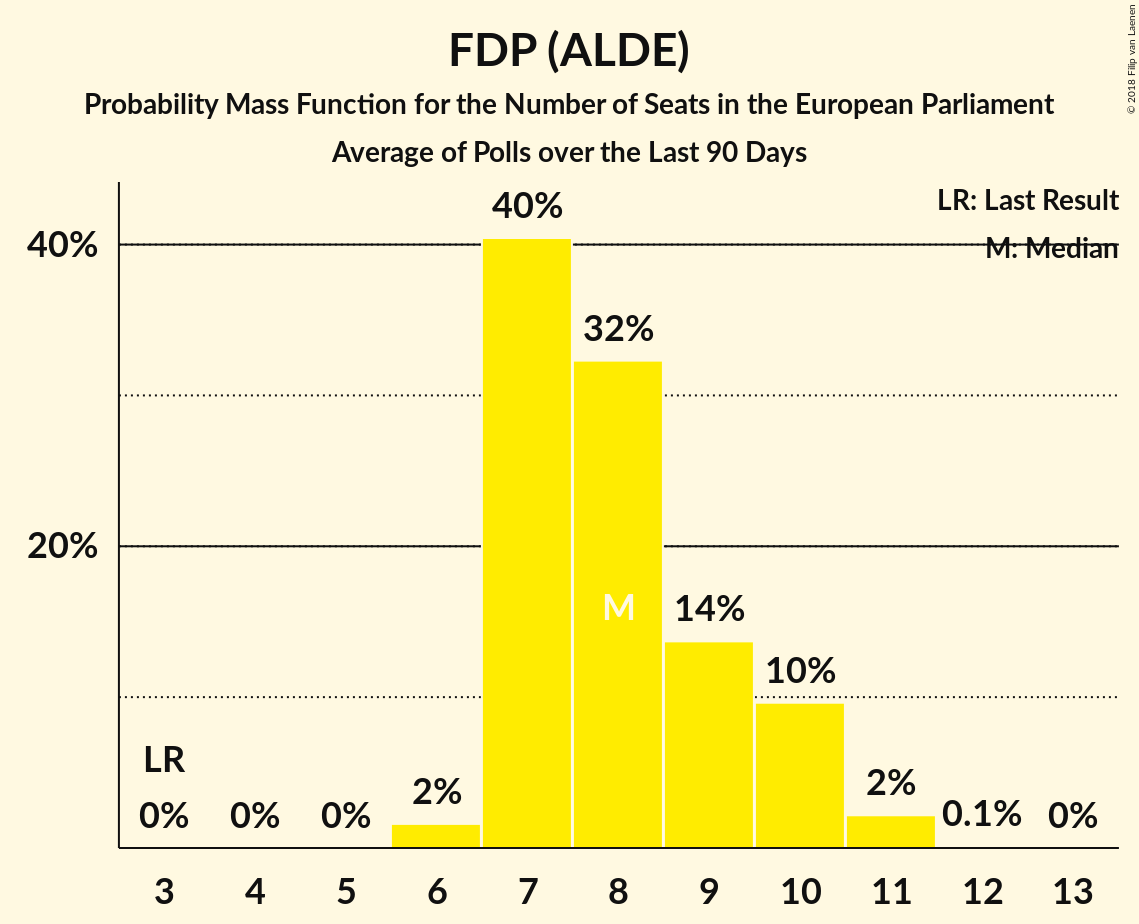 FDP (ALDE)
Probability Mass Function for the Number of Seats in the European Parliament
Average of Polls over the Last 90 Days
© 2018 Filip van Laenen
LR: Last Result
M: Median
40%
20%
40%
32%
M
14%
10%
LR
0%
0%
0%
2%
2%
0.1%
0%
3 4 5 6 7 8 9 10 11 12 13